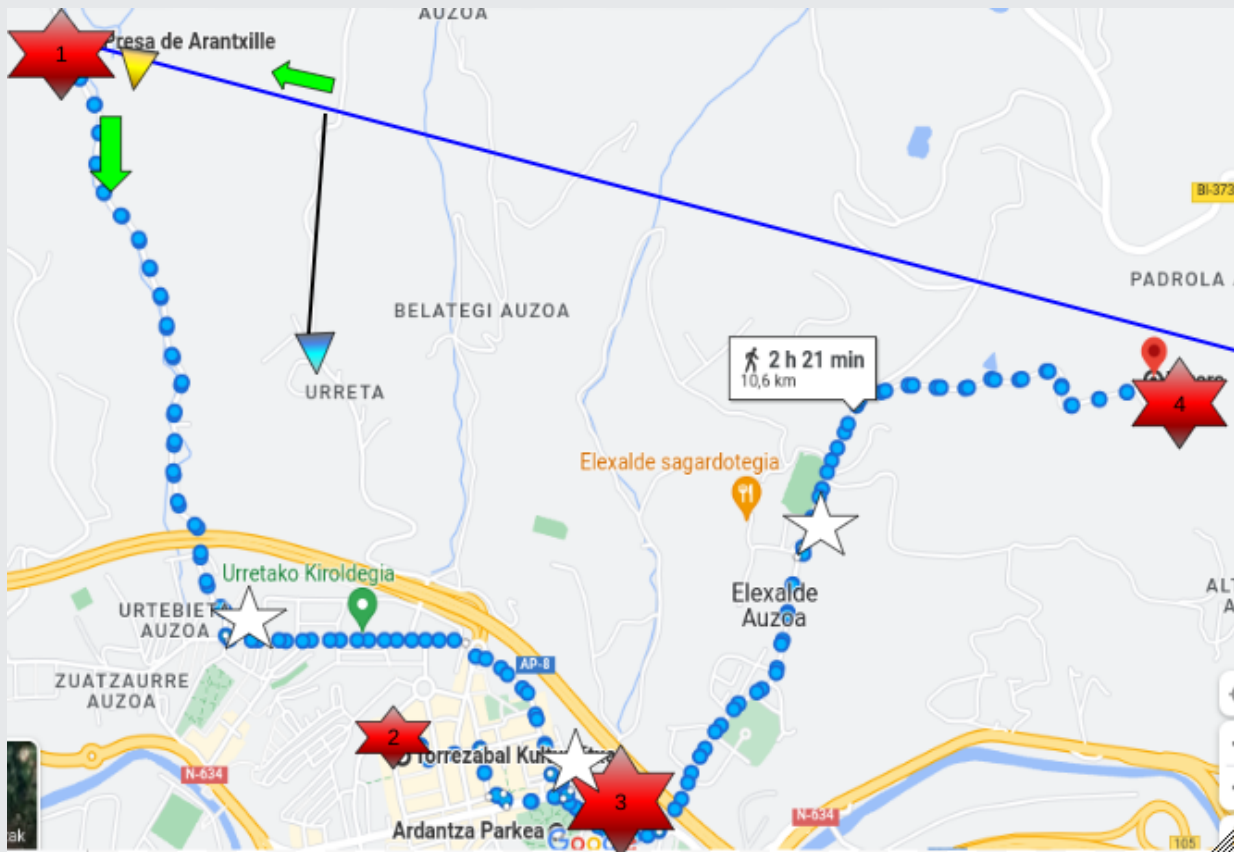 AUZOA
1
Presa de Arantxille
BI-373
PADROLA
BELATEGI AUZOA
2 h 21 min
10,6 km
4
URRETA
Elexalde sagardotegia
Urretako Kiroldegia
Elexalde
Auzoa
URTEBIETA
AUZOA
AP-8
ZUATZAURRE
AUZOA
2
Torrezabal Kultur
N-634
3
N-634
Ardantza Parkea
ak
105